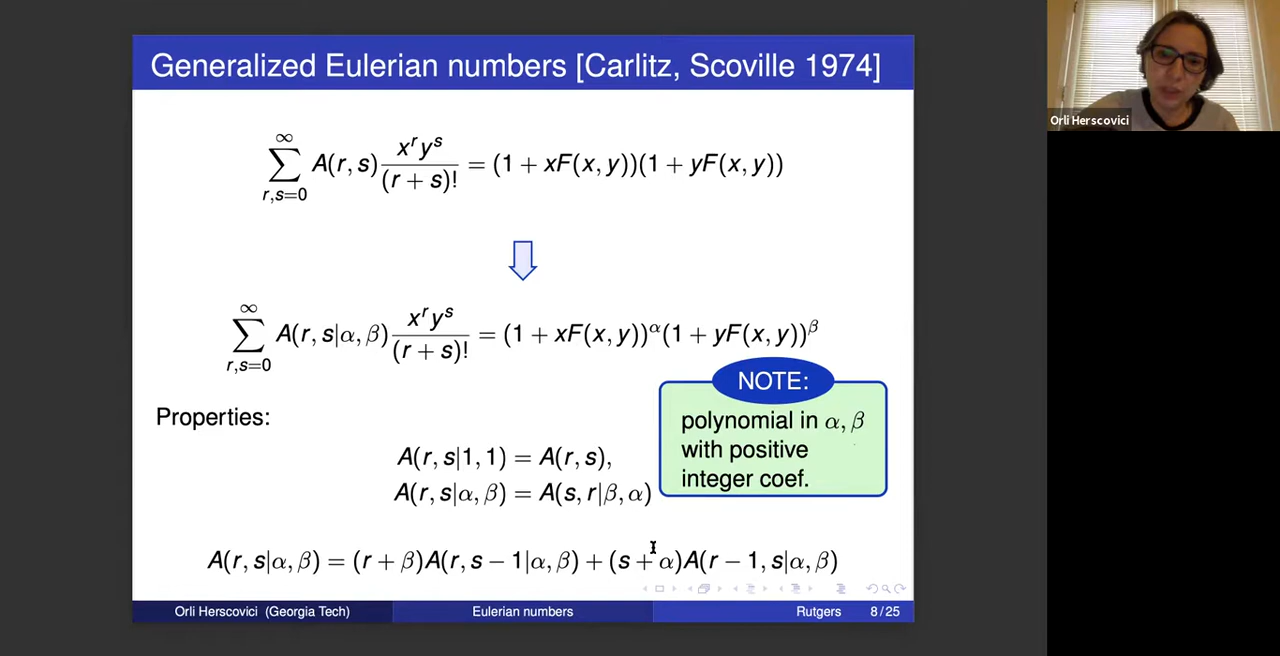 Generalized Eulerian numbers [Carlitz, Scoville 1974]
Orli Herscovici
∞
∑ A(r, s) x^r y^s / (r + s)! = (1 + xF(x, y))(1 + yF(x, y))
r,s=0
∞
∑ A(r, s|α, β) x^r y^s / (r + s)! = (1 + xF(x, y))^α (1 + yF(x, y))^β
r,s=0
NOTE:
polynomial in α, β
with positive
integer coef.
Properties:
A(r, s|1, 1) = A(r, s),
A(r, s|α, β) = A(s, r|β, α)
A(r, s|α, β) = (r + β)A(r, s − 1|α, β) + (s + α)A(r − 1, s|α, β)
Orli Herscovici (Georgia Tech) Eulerian numbers Rutgers 8 / 25